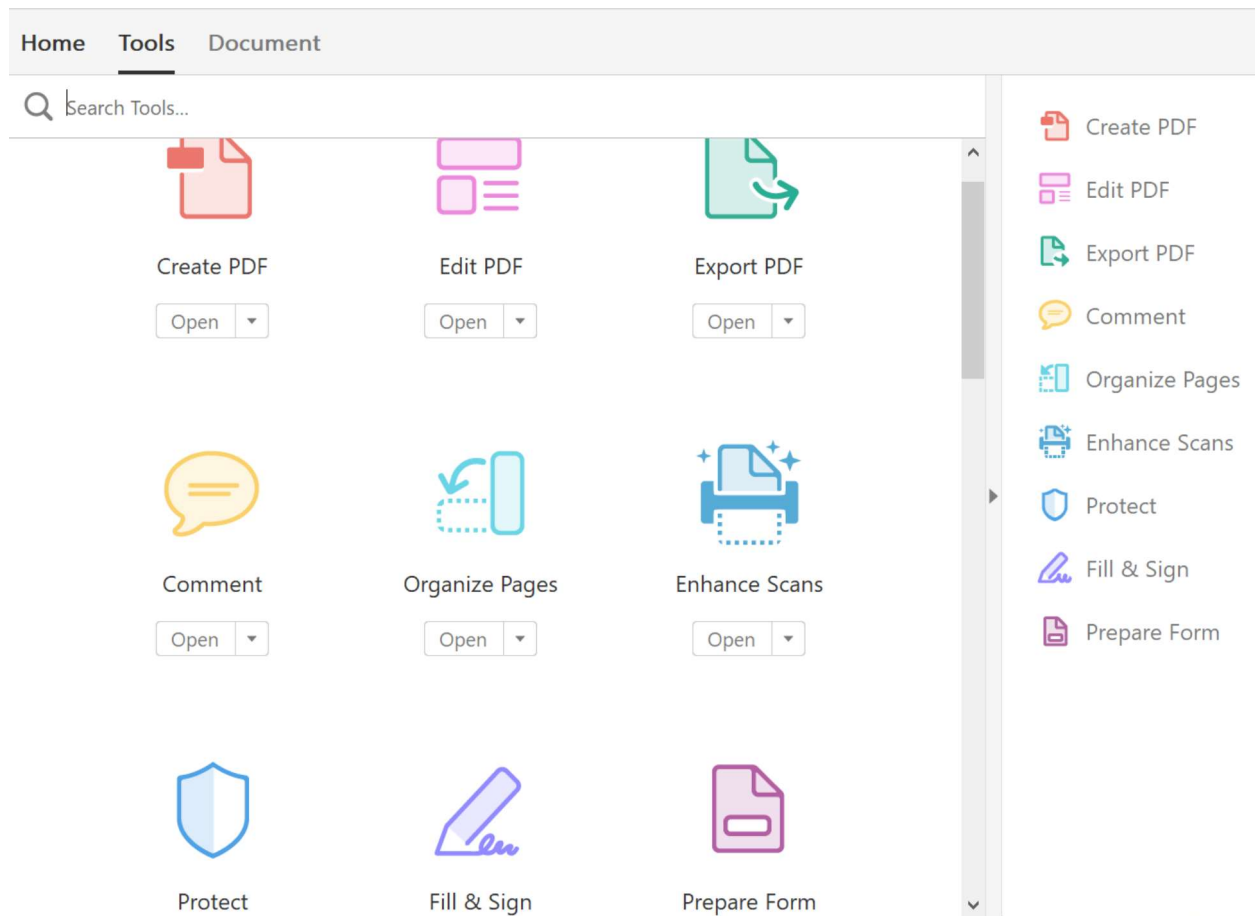 Home Tools Document
Search Tools...
Create PDF Edit PDF Export PDF
Open Open Open
Comment Organize Pages Enhance Scans
Open Open Open
Protect Fill & Sign Prepare Form
Create PDF
Edit PDF
Export PDF
Comment
Organize Pages
Enhance Scans
Protect
Fill & Sign
Prepare Form